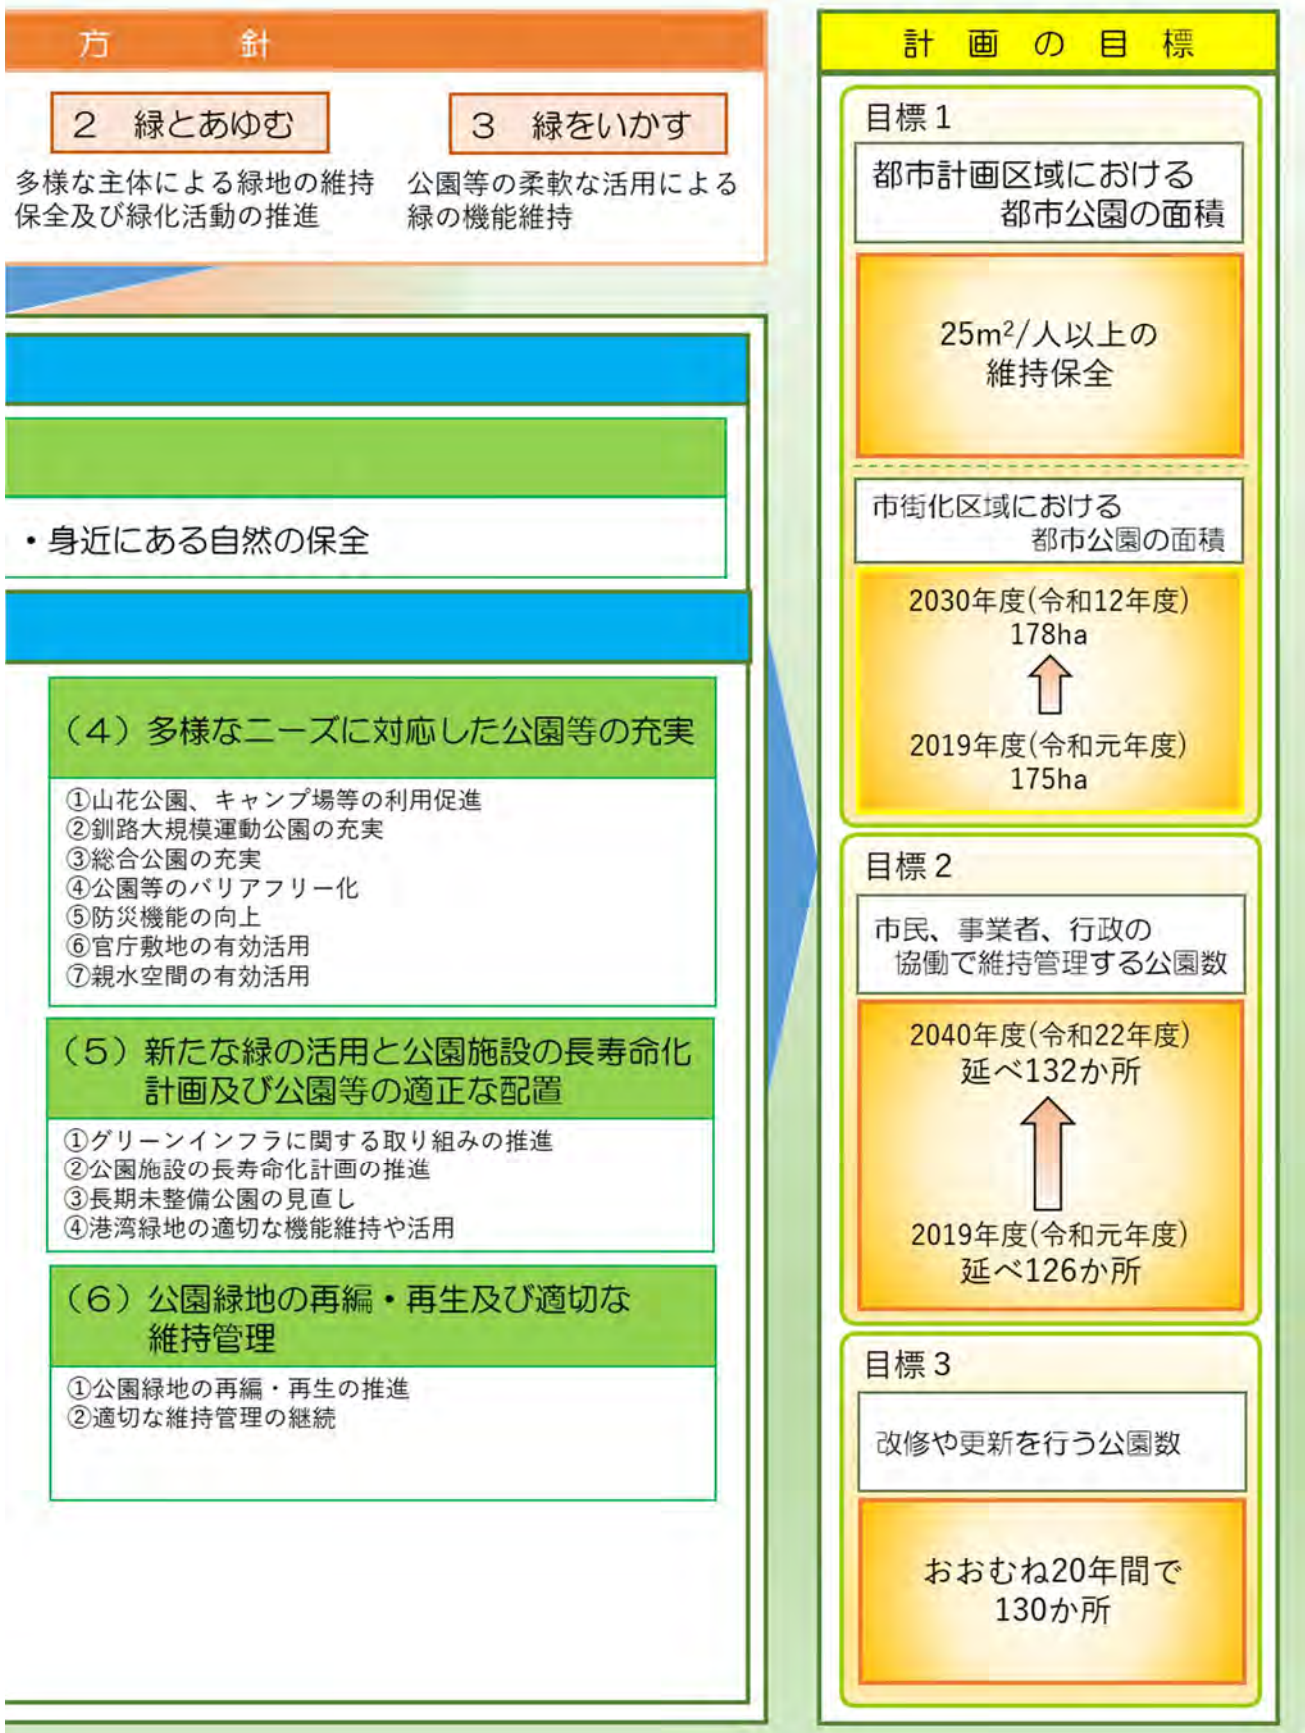 方針
2 緑とあゆむ
多様な主体による緑地の維持
保全及び緑化活動の推進
3 緑をいかす
公園等の柔軟な活用による
緑の機能維持
・身近にある自然の保全
(4)多様なニーズに対応した公園等の充実
①山花公園、キャンプ場等の利用促進
②釧路大規模運動公園の充実
③総合公園の充実
④公園等のバリアフリー化
⑤防災機能の向上
⑥官庁敷地の有効活用
⑦親水空間の有効活用
(5)新たな緑の活用と公園施設の長寿命化
計画及び公園等の適正な配置
①グリーンインフラに関する取り組みの推進
②公園施設の長寿命化計画の推進
③長期未整備公園の見直し
④港湾緑地の適切な機能維持や活用
(6)公園緑地の再編・再生及び適切な
維持管理
①公園緑地の再編・再生の推進
②適切な維持管理の継続
計画の目標
目標1
都市計画区域における
都市公園の面積
25m²/人以上の
維持保全
市街化区域における
都市公園の面積
2030年度(令和12年度)
178ha
2019年度(令和元年度)
175ha
目標2
市民、事業者、行政の
協働で維持管理する公園数
2040年度(令和22年度)
延べ132か所
2019年度(令和元年度)
延べ126か所
目標3
改修や更新を行う公園数
おおむね20年間で
130か所